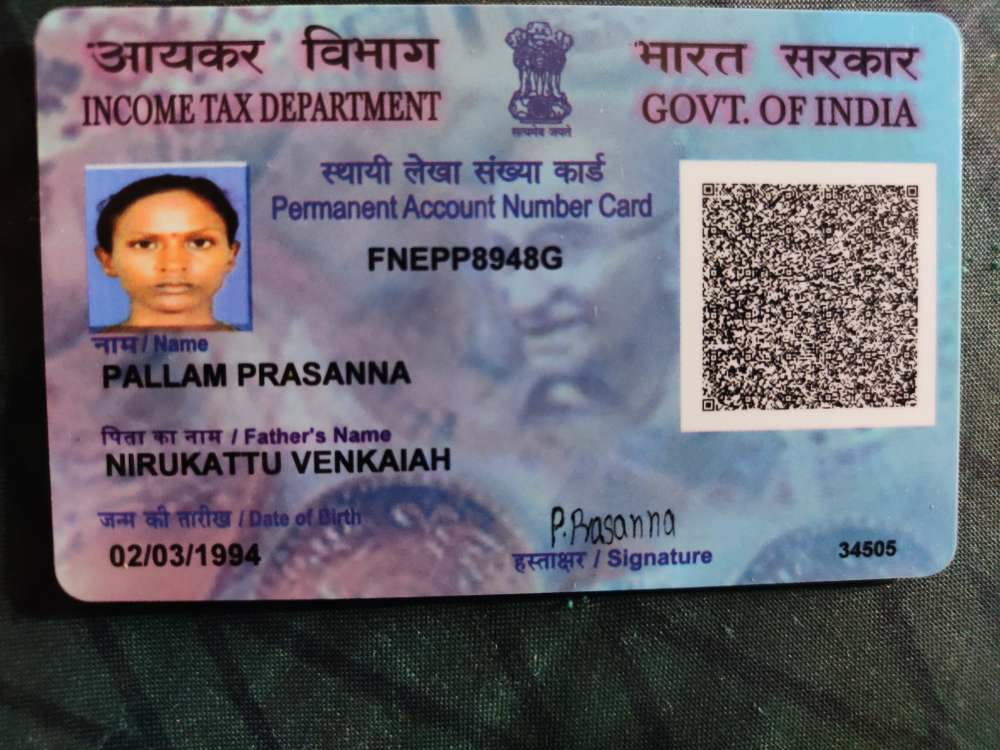 आयकर विभाग
INCOME TAX DEPARTMENT
सत्यमेव जयते
भारत सरकार
GOVT. OF INDIA
स्थायी लेखा संख्या कार्ड
Permanent Account Number Card
FNEPP8948G
नाम / Name
PALLAM PRASANNA
पिता का नाम / Father's Name
NIRUKATTU VENKAIAH
जन्म की तारीख / Date of Birth
02/03/1994
P.Prasanna
हस्ताक्षर / Signature
34505